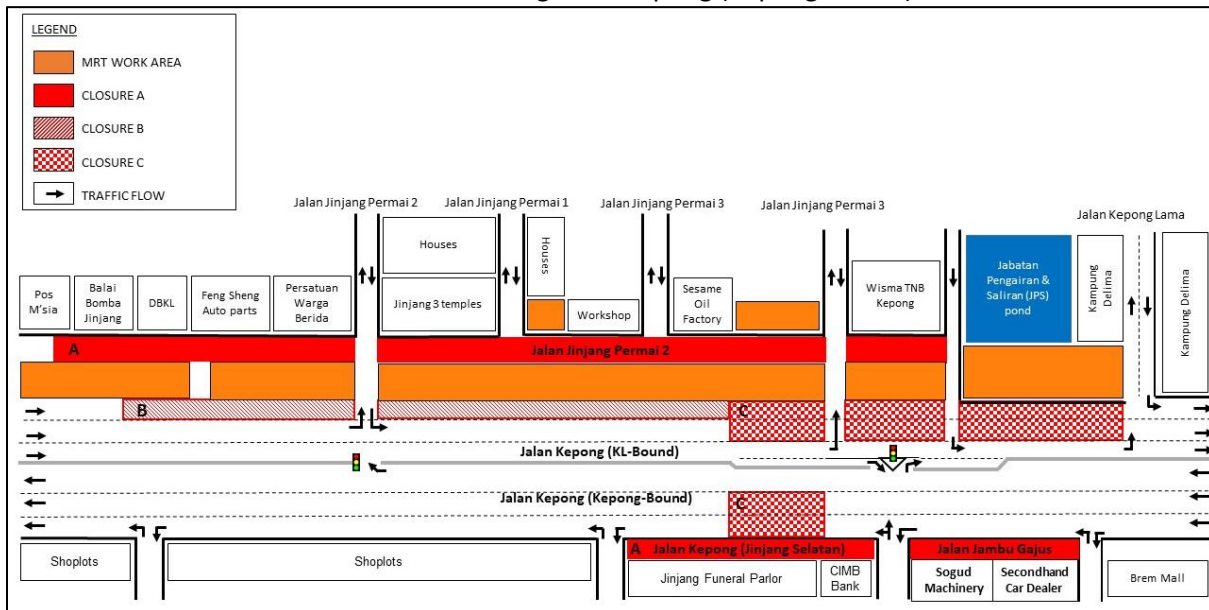 LEGEND
MRT WORK AREA
CLOSURE A
CLOSURE B
CLOSURE C
TRAFFIC FLOW
Jalan Jinjang Permai 2
Jalan Jinjang Permai 1
Jalan Jinjang Permai 3
Jalan Jinjang Permai 3
Jalan Kepong Lama
Pos
M'sia
Balai
Bomba
Jinjang
DBKL
Feng Sheng
Auto parts
Persatuan
Warga
Berida
Houses
Jinjang 3 temples
Houses
Workshop
Sesame
Oil
Factory
Wisma TNB
Kepong
Jabatan
Pengairan &
Saliran (JPS)
pond
Kampung
Delima
Kampung Delima
A
Jalan Jinjang Permai 2
B
C
Jalan Kepong (KL-Bound)
Jalan Kepong (Kepong-Bound)
C
A
Jalan Kepong (Jinjang Selatan)
Jalan Jambu Gajus
Shoplots
Shoplots
Jinjang Funeral Parlor
CIMB
Bank
Sogud
Machinery
Secondhand
Car Dealer
Brem Mall